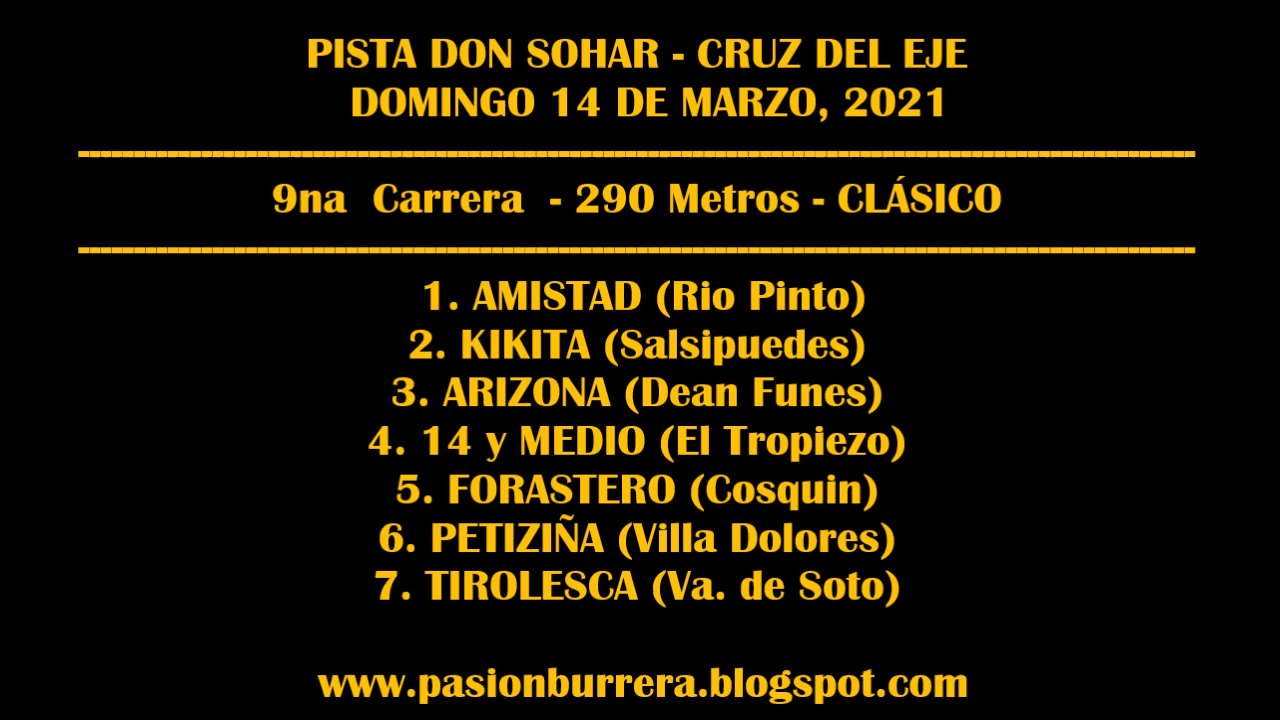 PISTA DON SOHAR - CRUZ DEL EJE
DOMINGO 14 DE MARZO, 2021
9na Carrera - 290 Metros - CLÁSICO
1. AMISTAD (Rio Pinto)
2. KIKITA (Salsipuedes)
3. ARIZONA (Dean Funes)
4. 14 y MEDIO (El Tropiezo)
5. FORASTERO (Cosquin)
6. PETIZIÑA (Villa Dolores)
7. TIROLESCA (Va. de Soto)
www.pasionburrera.blogspot.com